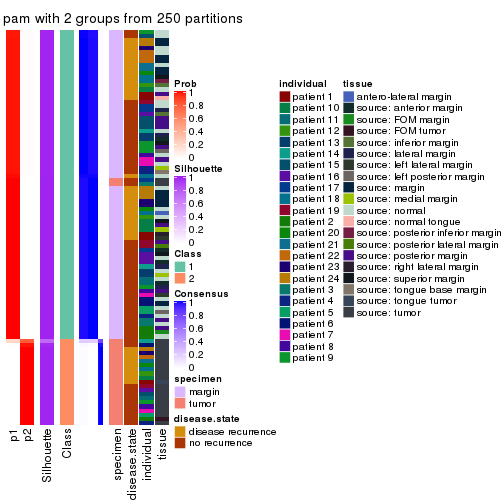 pam with 2 groups from 250 partitions
Prob
1
0.8
0.6
0.4
0.2
0
Silhouette
1
0.8
0.6
0.4
0.2
0
Class
1
2
Consensus
1
0.8
0.6
0.4
0.2
0
specimen
margin
tumor
disease.state
disease recurrence
no recurrence
individual
patient 1
patient 10
patient 11
patient 12
patient 13
patient 14
patient 15
patient 16
patient 17
patient 18
patient 19
patient 2
patient 20
patient 21
patient 22
patient 23
patient 24
patient 3
patient 4
patient 5
patient 6
patient 7
patient 8
patient 9
tissue
antero-lateral margin
source: anterior margin
source: FOM margin
source: FOM tumor
source: inferior margin
source: lateral margin
source: left lateral margin
source: left posterior margin
source: margin
source: medial margin
source: normal
source: normal tongue
source: posterior inferior margin
source: posterior lateral margin
source: posterior margin
source: right lateral margin
source: superior margin
source: tongue base margin
source: tongue tumor
source: tumor
p1
p2
Silhouette
Class
specimen
disease.state
individual
tissue